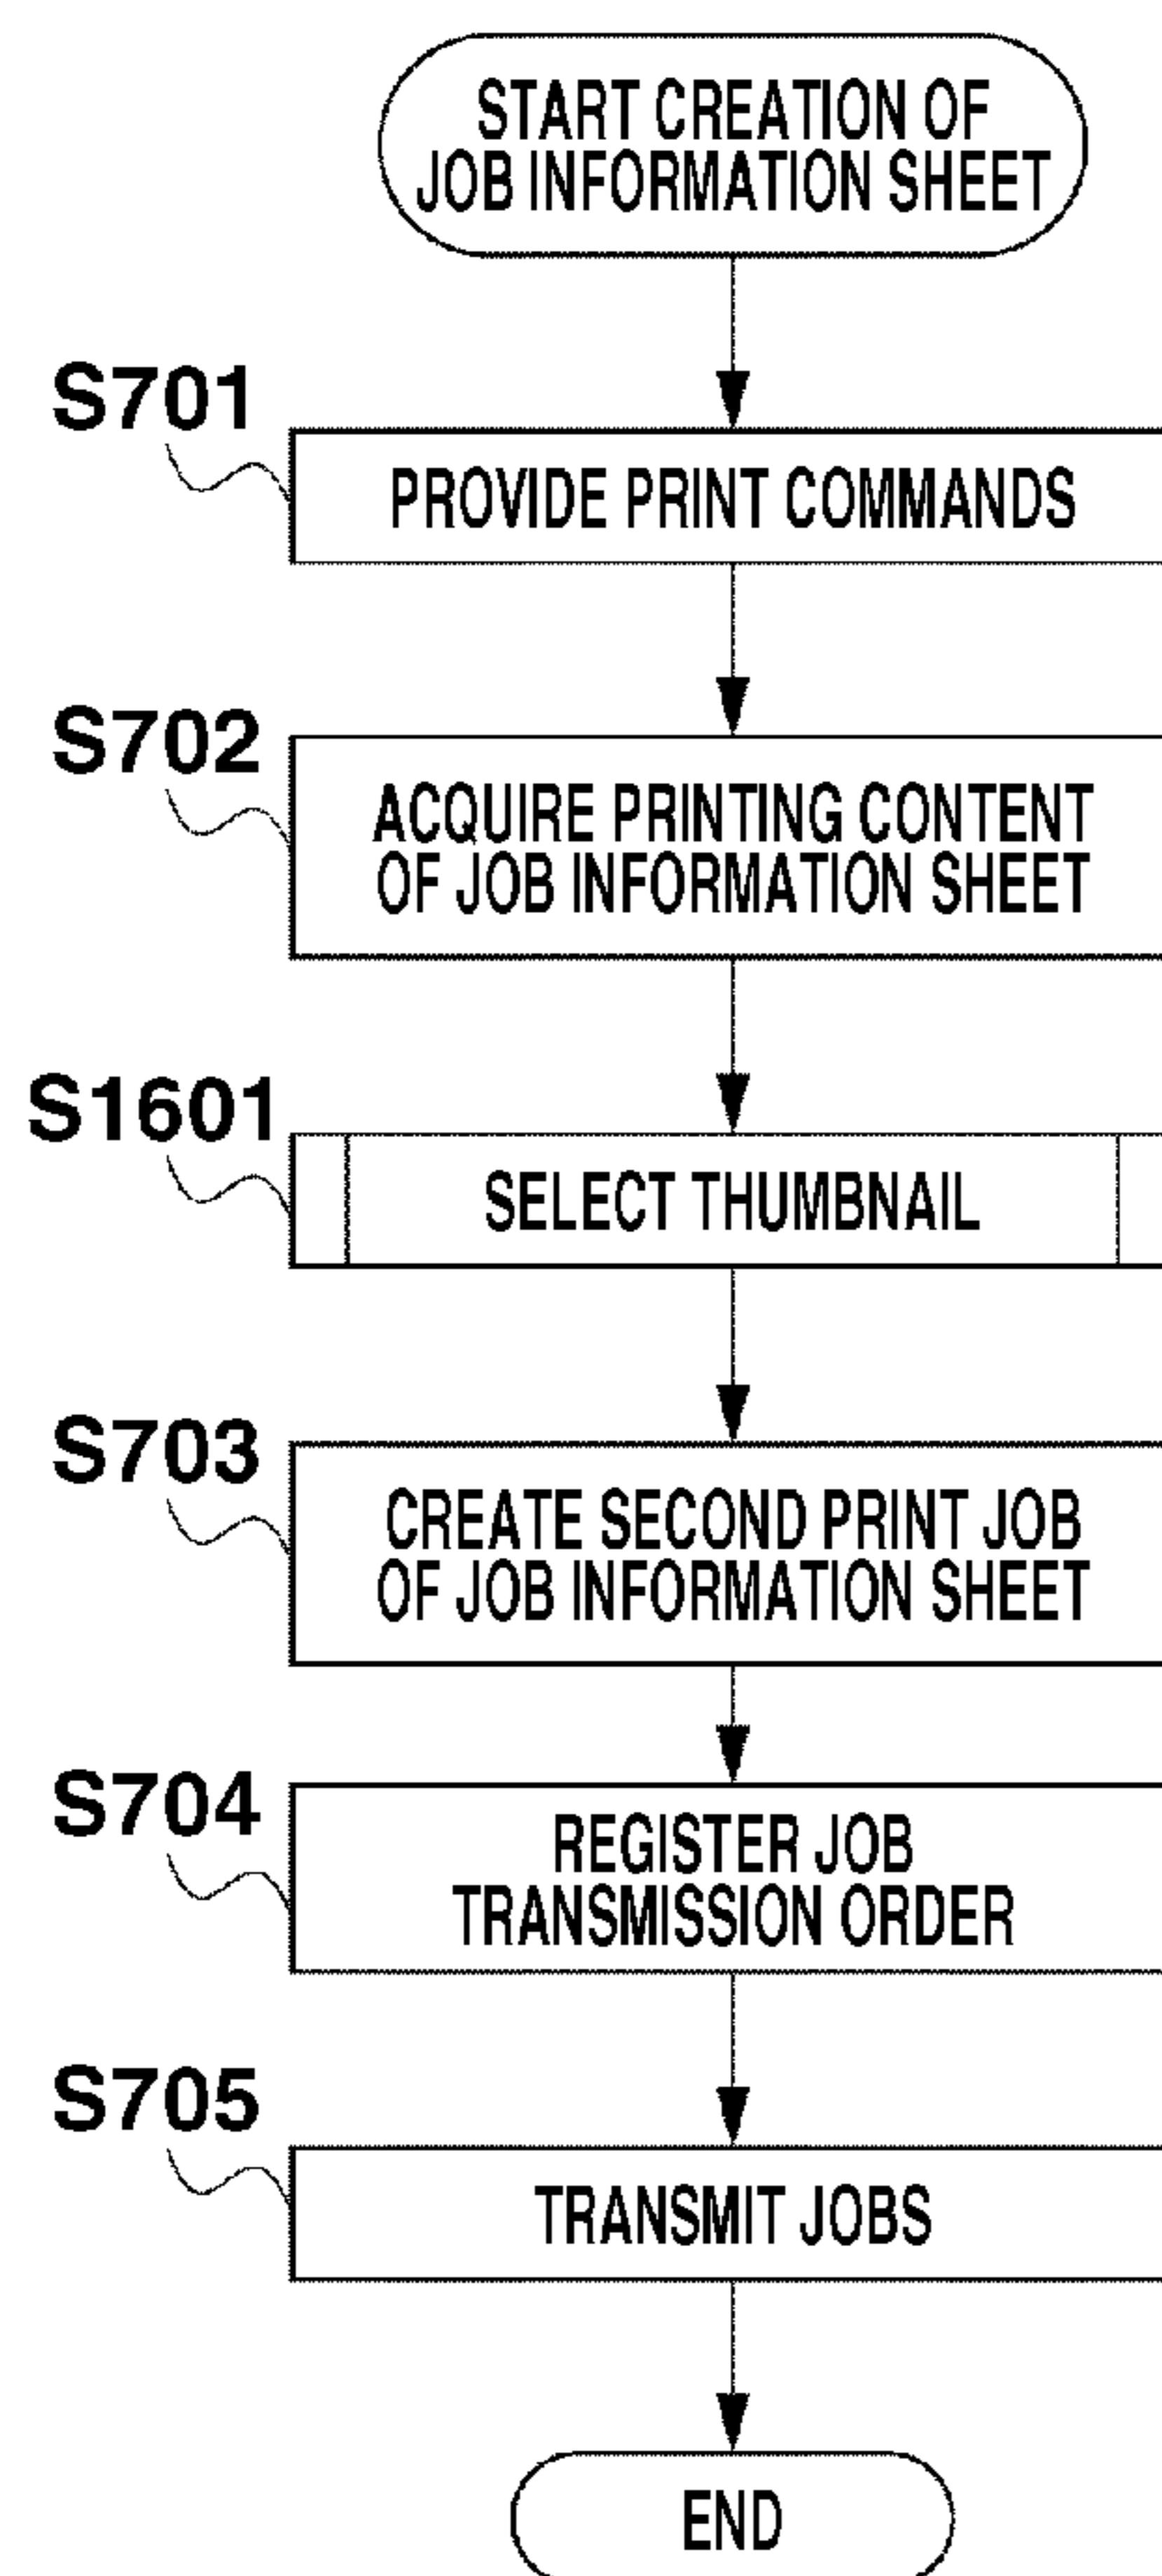 START CREATION OF
JOB INFORMATION SHEET
S701
PROVIDE PRINT COMMANDS
S702
ACQUIRE PRINTING CONTENT
OF JOB INFORMATION SHEET
S1601
SELECT THUMBNAIL
S703
CREATE SECOND PRINT JOB
OF JOB INFORMATION SHEET
S704
REGISTER JOB
TRANSMISSION ORDER
S705
TRANSMIT JOBS
END